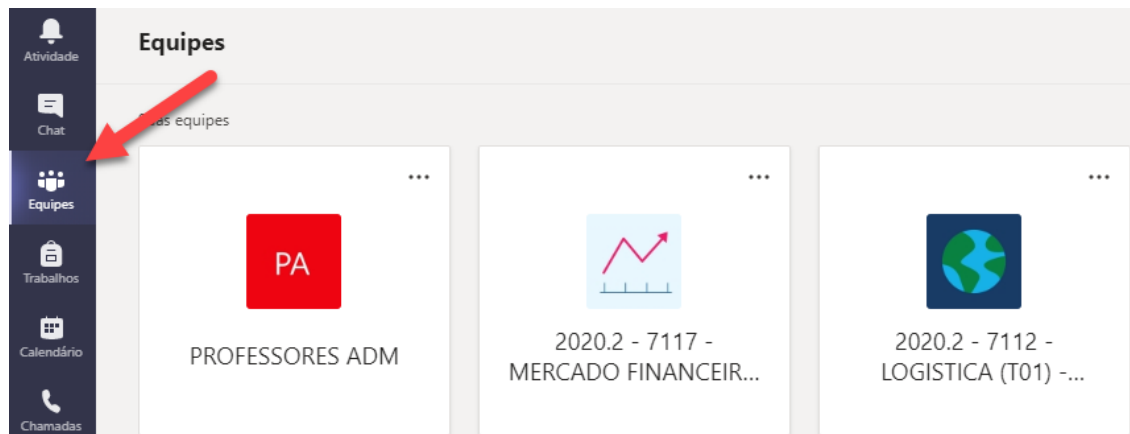 Atividade
Chat
Equipes
Trabalhos
Calendário
Chamadas
Equipes
equipes
PA
PROFESSORES ADM
2020.2 - 7117 -
MERCADO FINANCEIR...
2020.2 - 7112 -
LOGISTICA (T01) -...